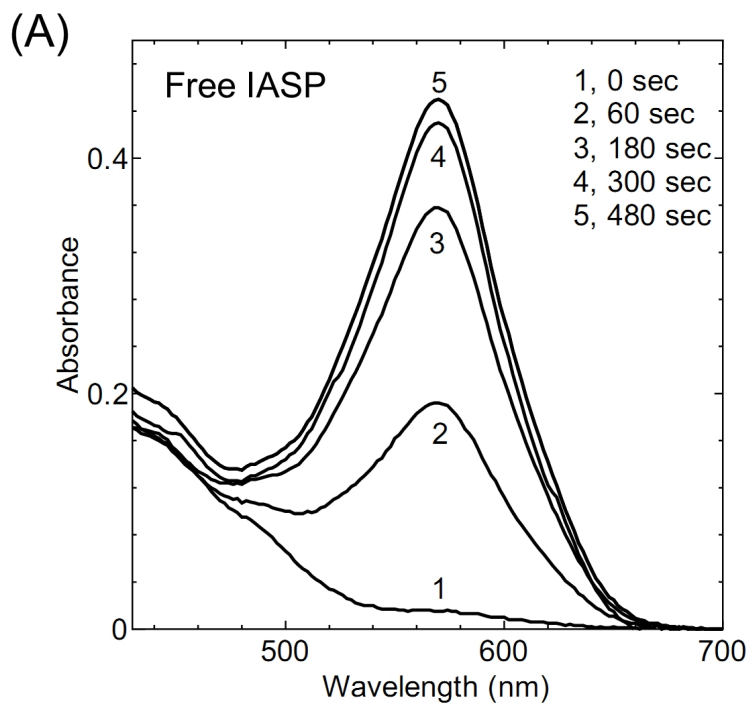 (A)
Free IASP
1, 0 sec
2, 60 sec
3, 180 sec
4, 300 sec
5, 480 sec
5
4
3
2
1
Absorbance
0.4
0.2
0
500
600
700
Wavelength (nm)